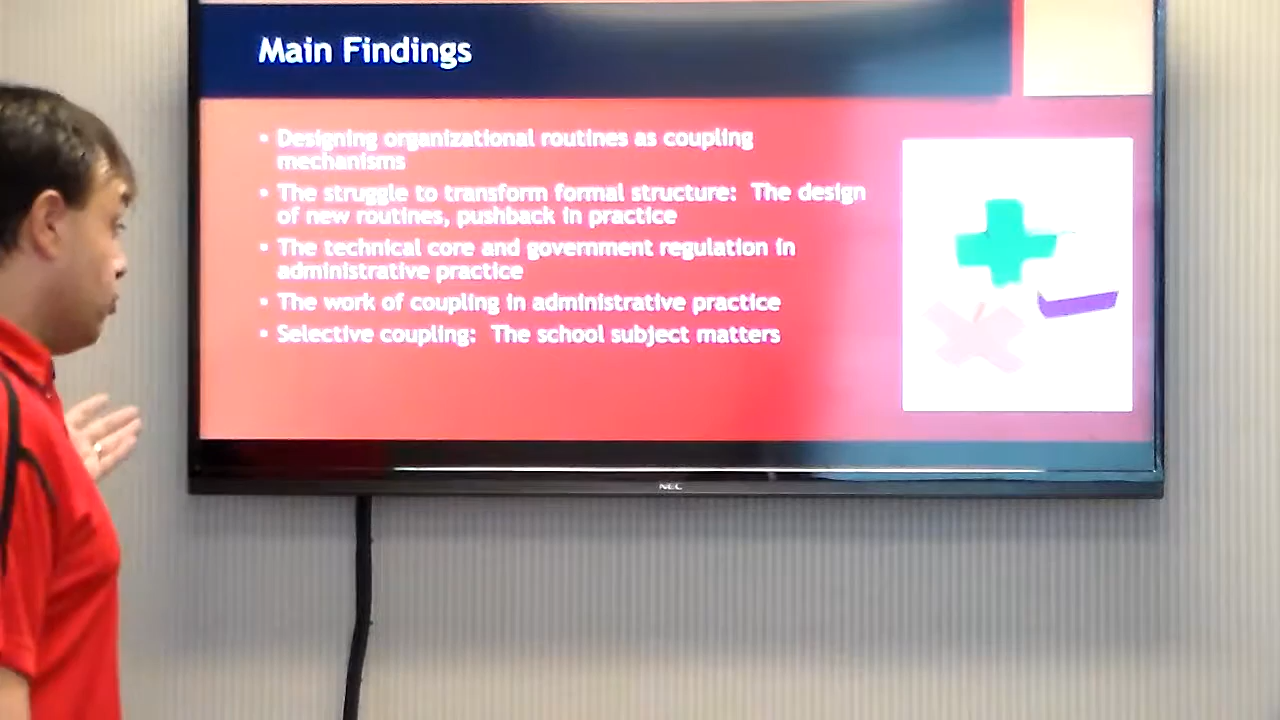 Main Findings
• Designing organizational routines as coupling
mechanisms
• The struggle to transform formal structure:  The design
of new routines, pushback in practice
• The technical core and government regulation in
administrative practice
• The work of coupling in administrative practice
• Selective coupling:  The school subject matters
NEC